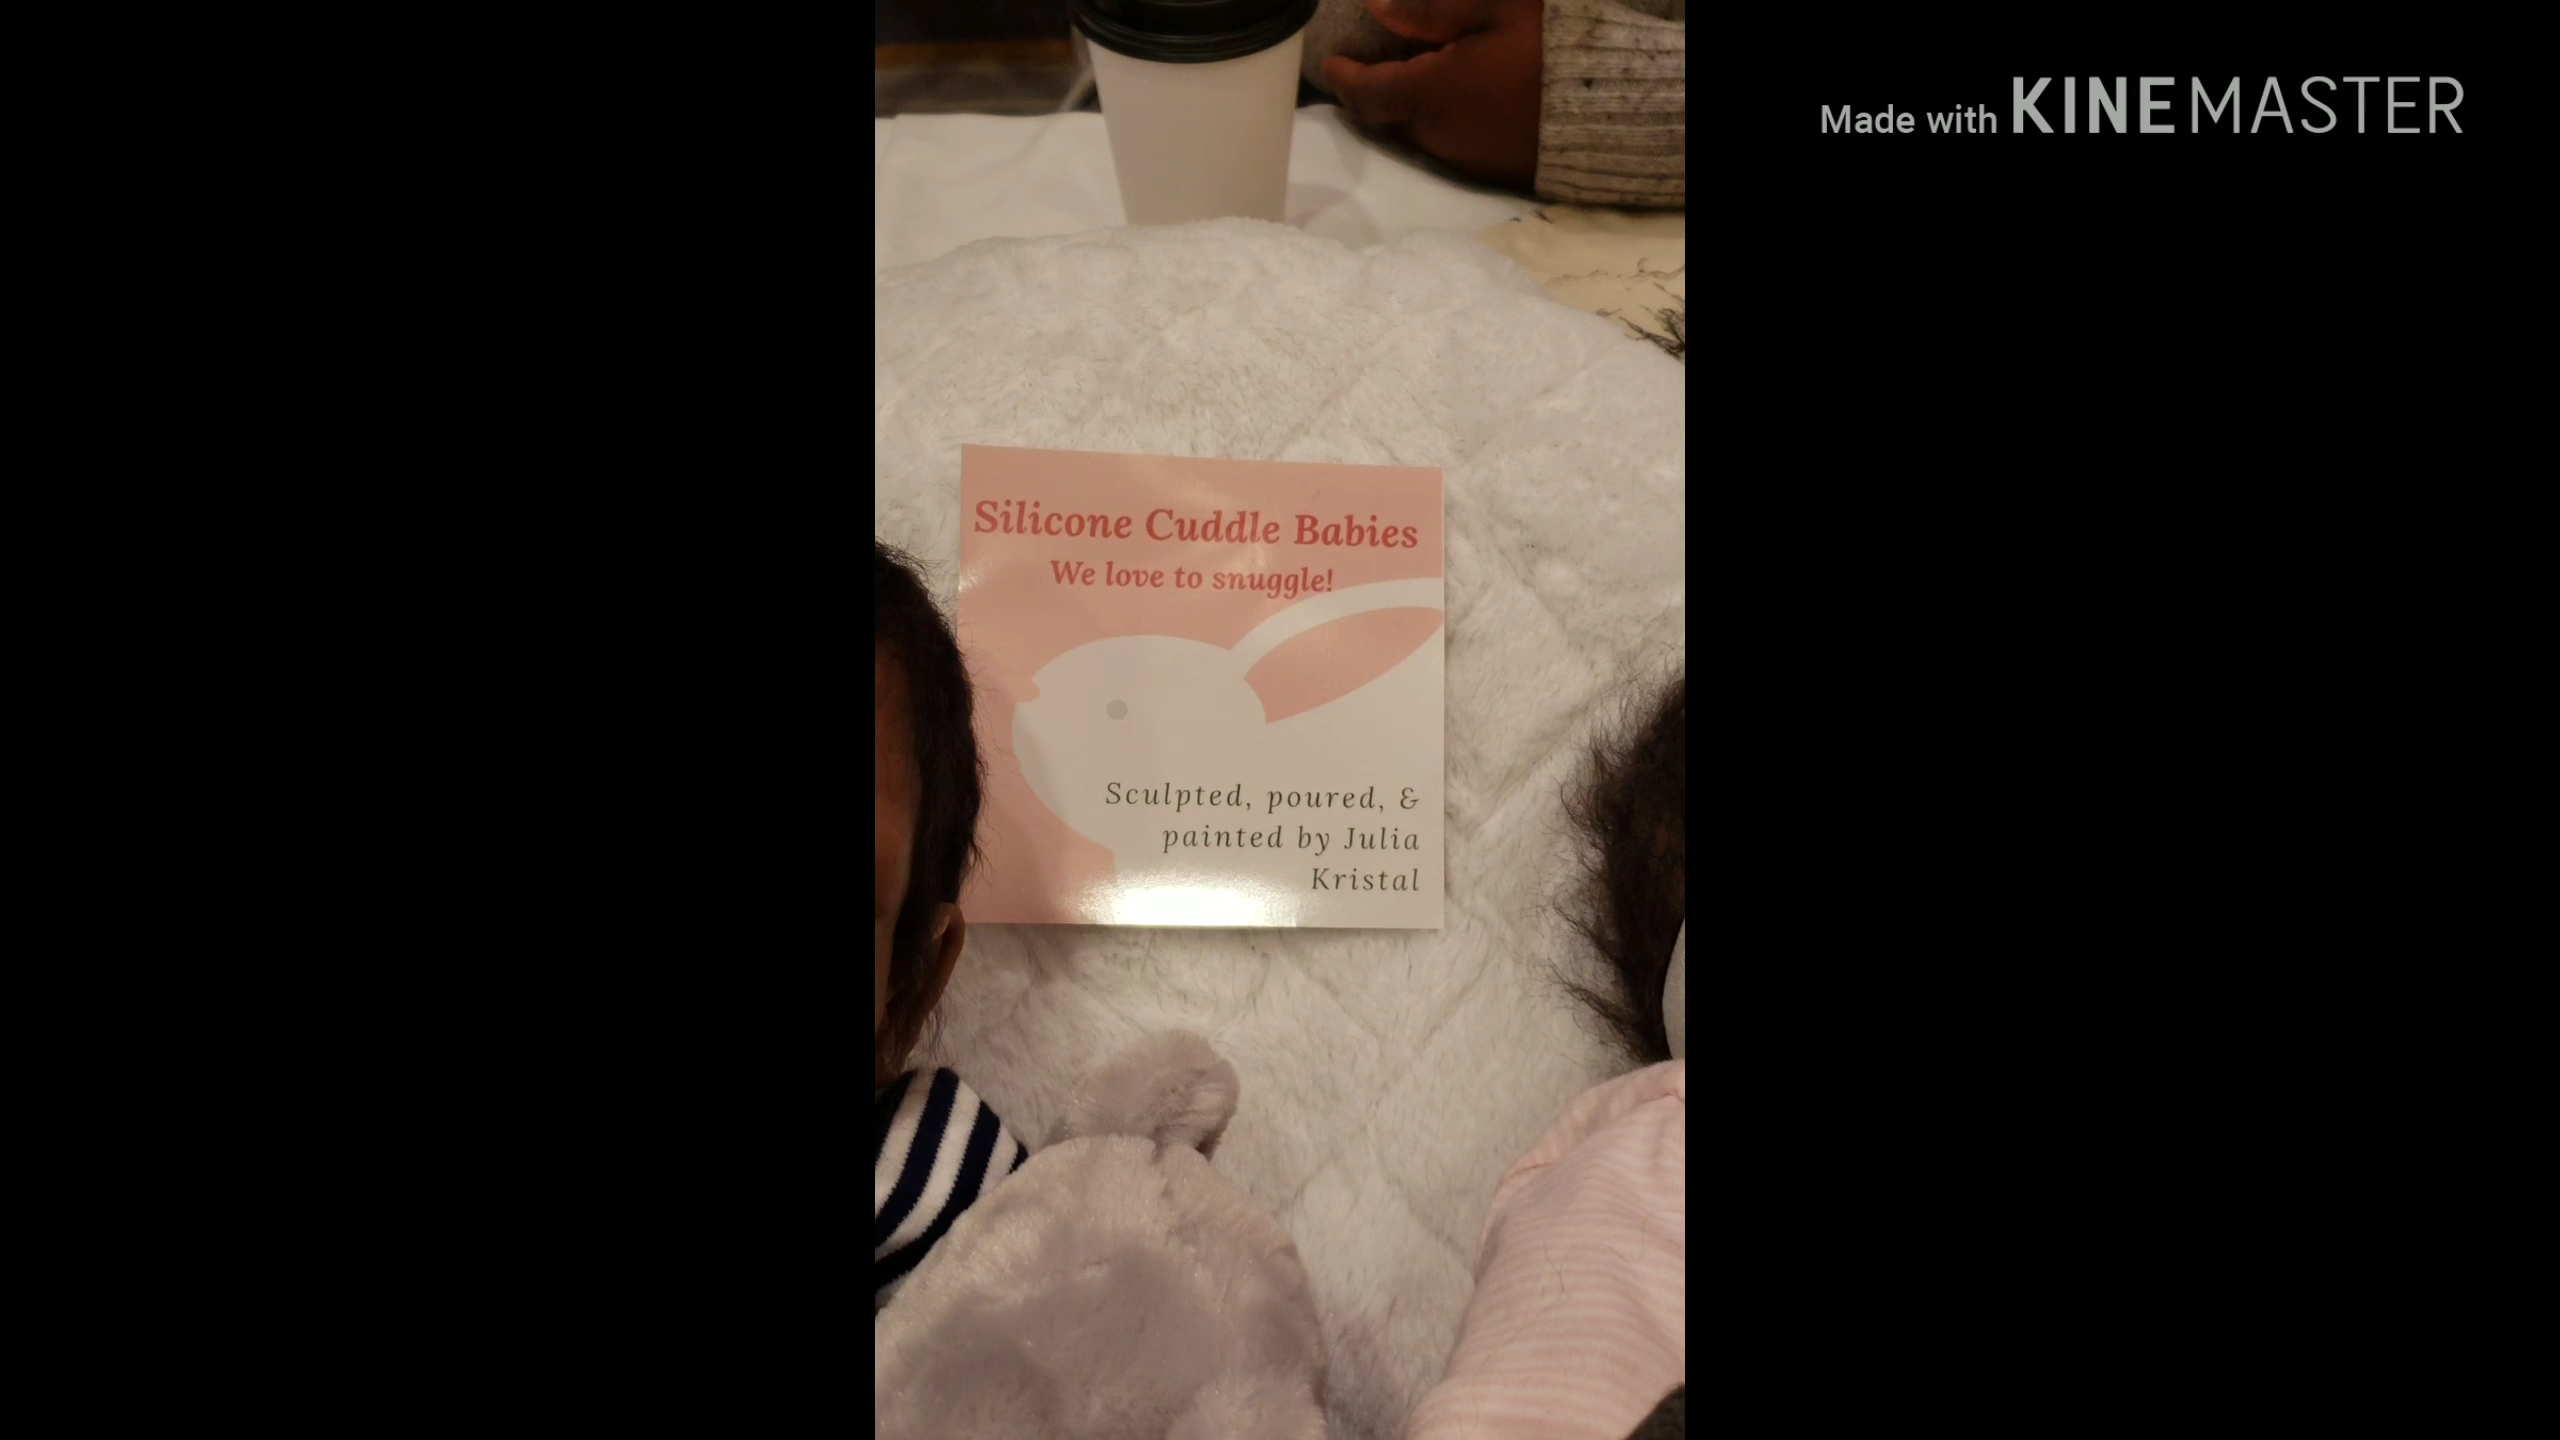 Made with KINEMASTER
Silicone Cuddle Babies
We love to snuggle!
Sculpted, poured, &
painted by Julia
Kristal